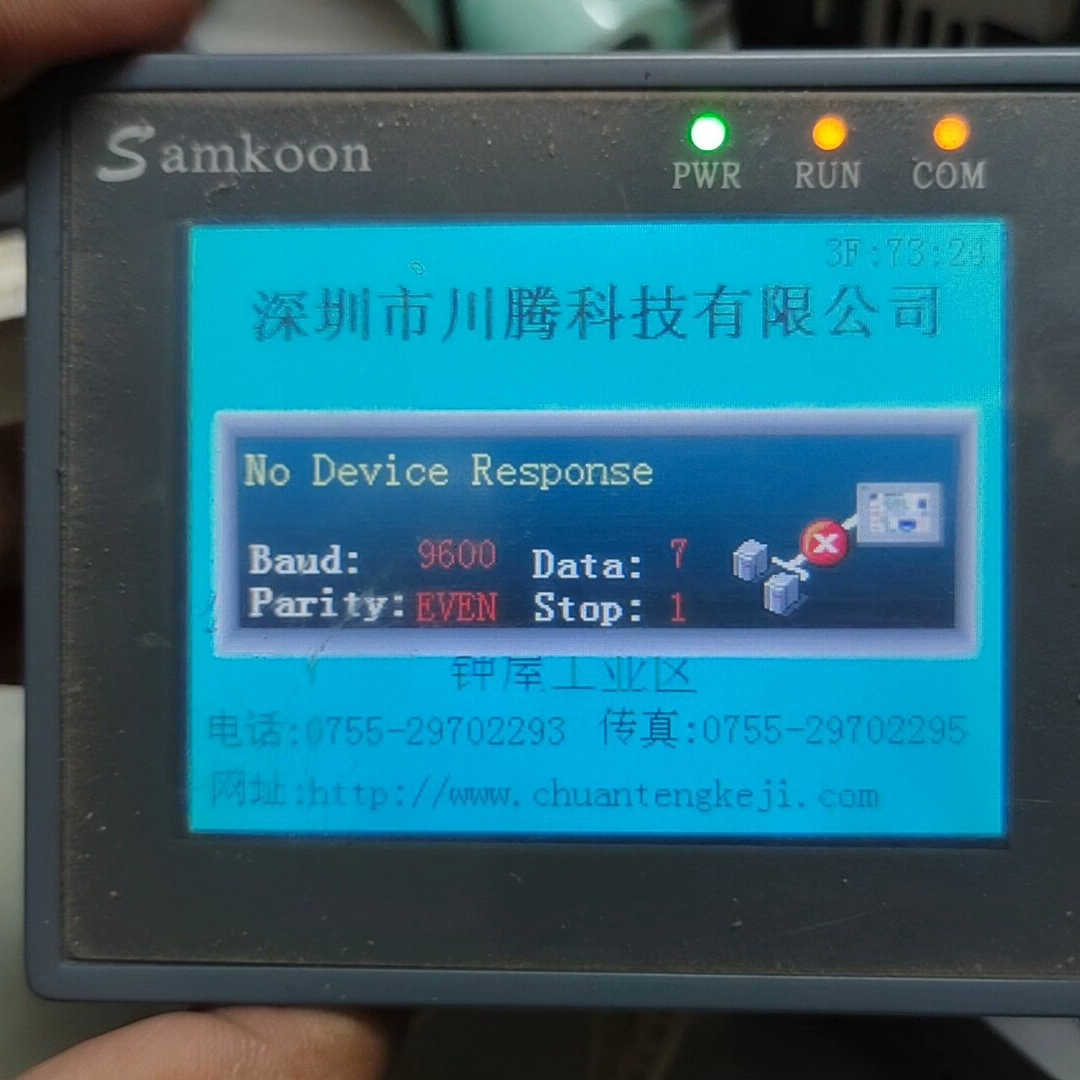 Samkoon
PWR RUN COM
3F:73:24
深圳市川腾科技有限公司
No Device Response
Baud: 9600 Data: 7
Parity: EVEN Stop: 1
钟屋工业区
电话:0755-29702293 传真:0755-29702295
网址:http://www.chuantengkeji.com